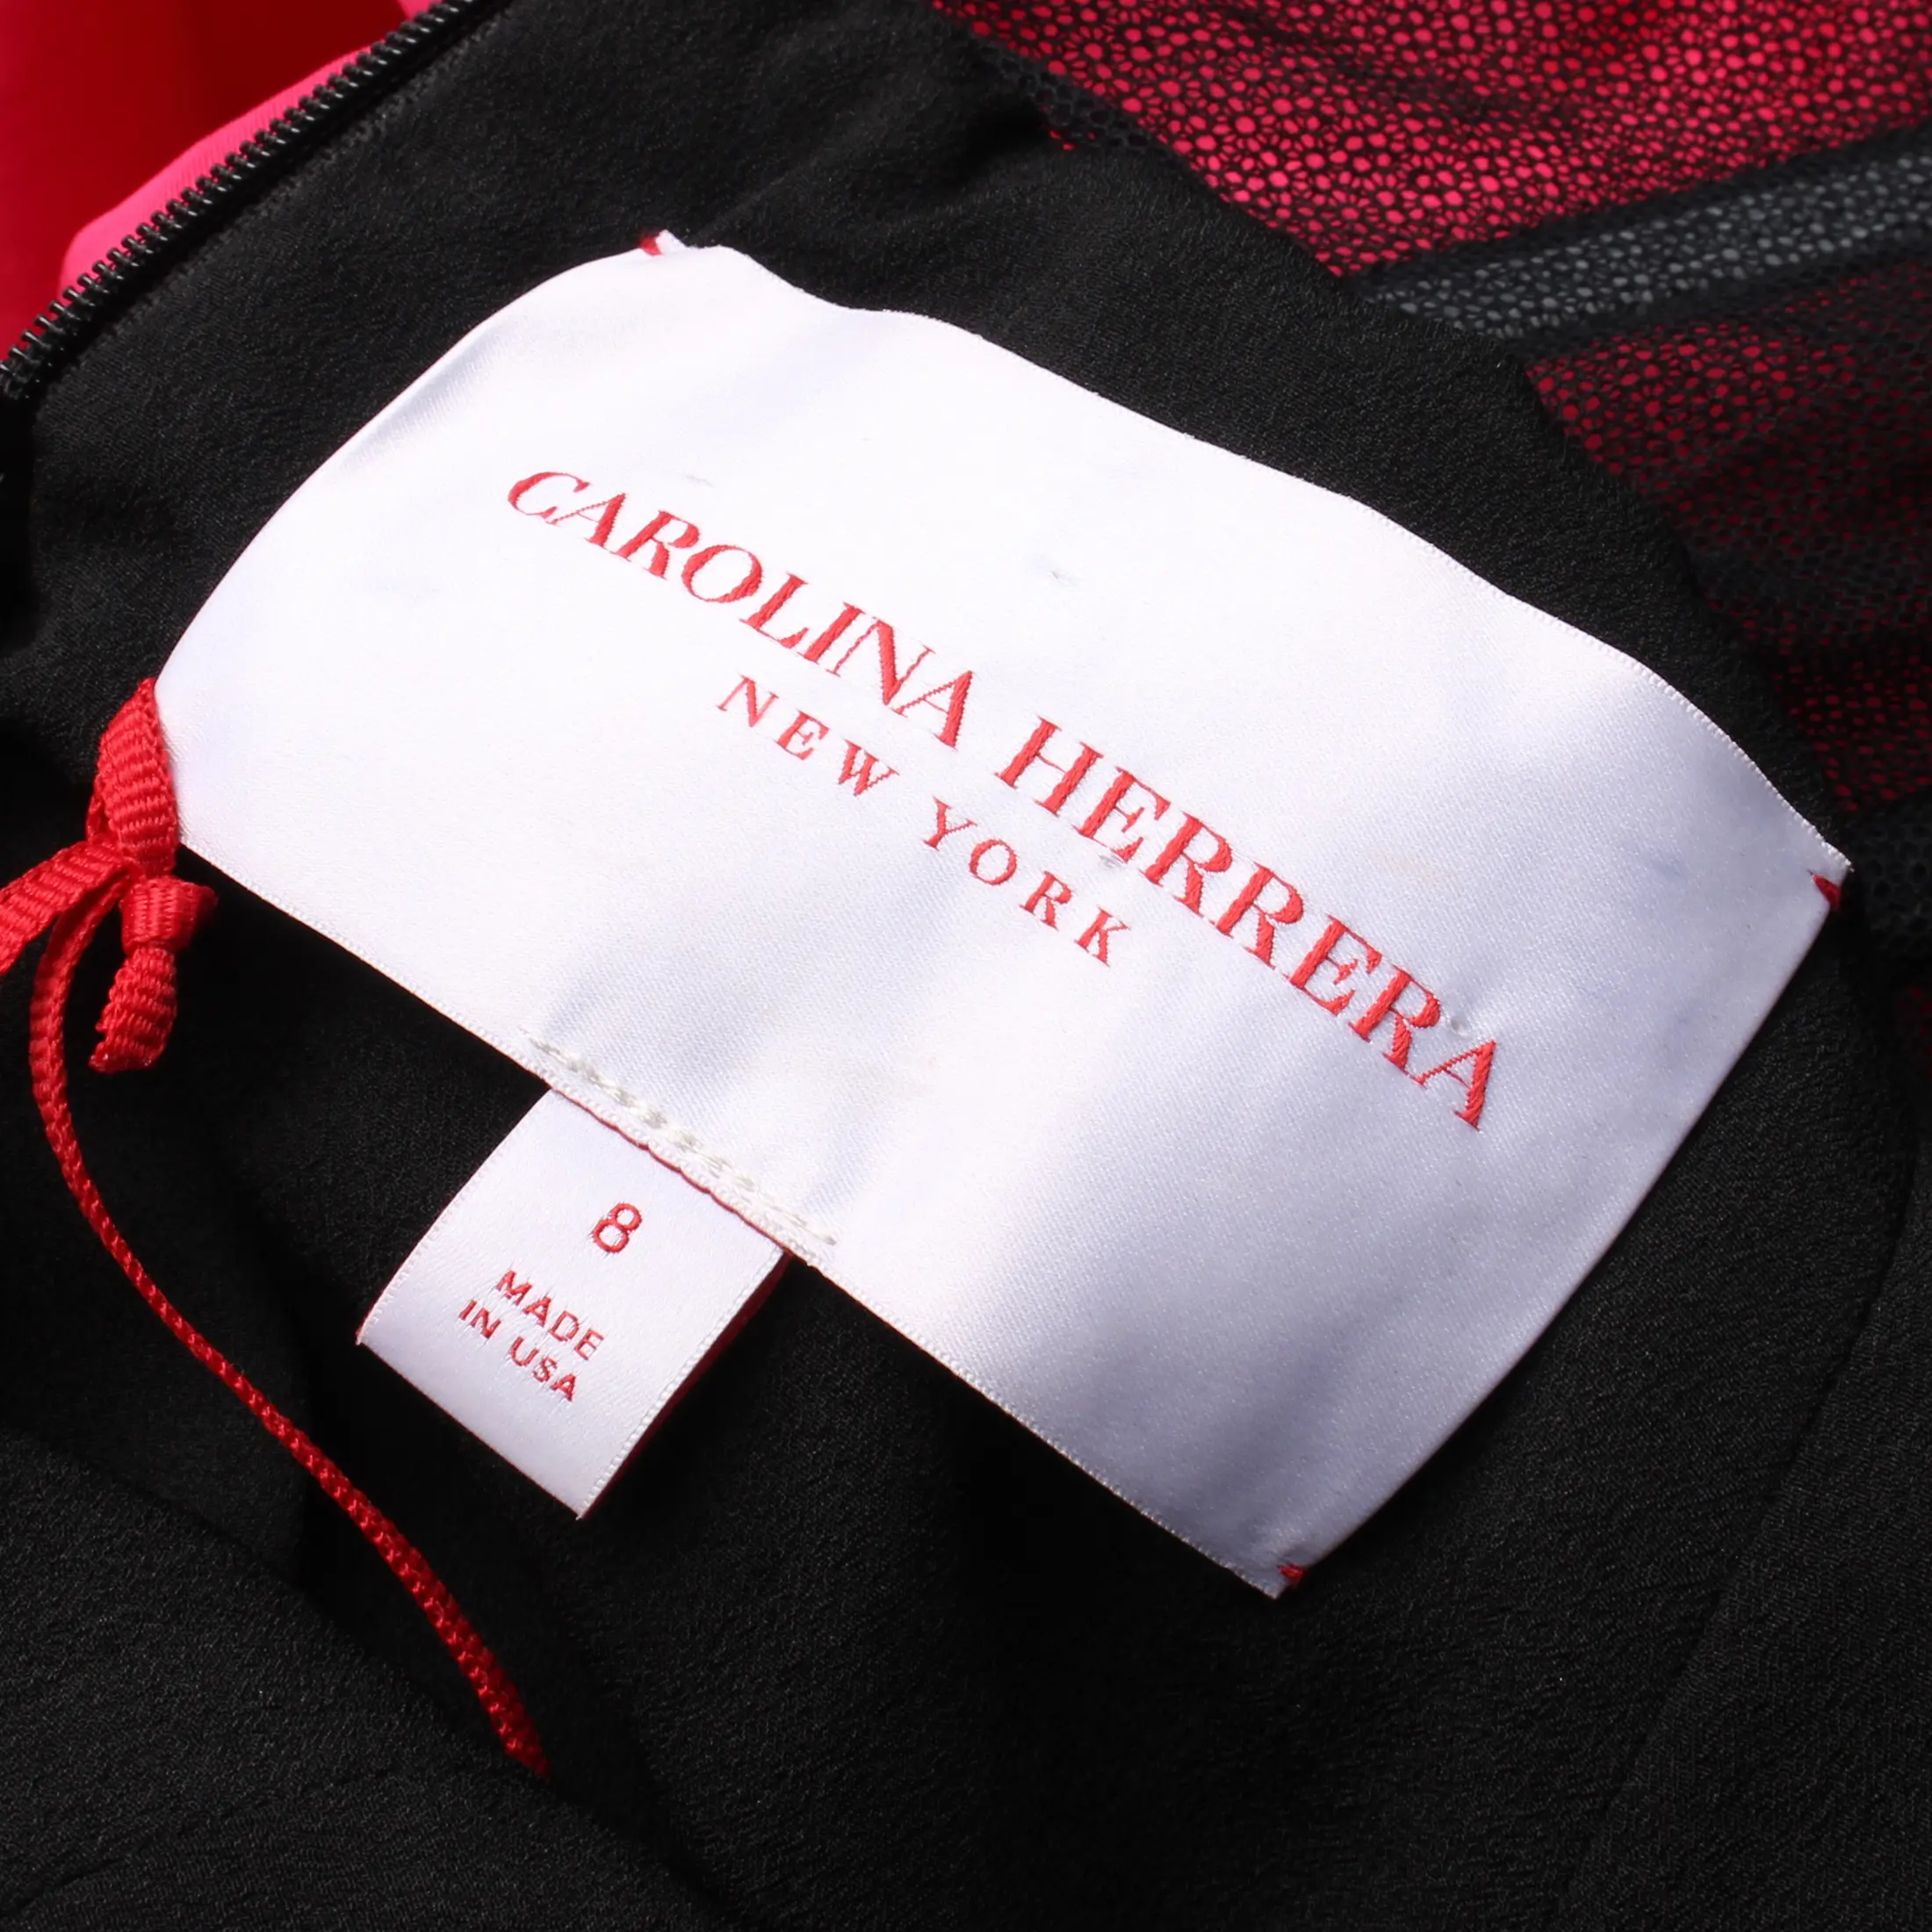 CAROLINA HERRERA
NEW YORK
8
MADE
IN USA